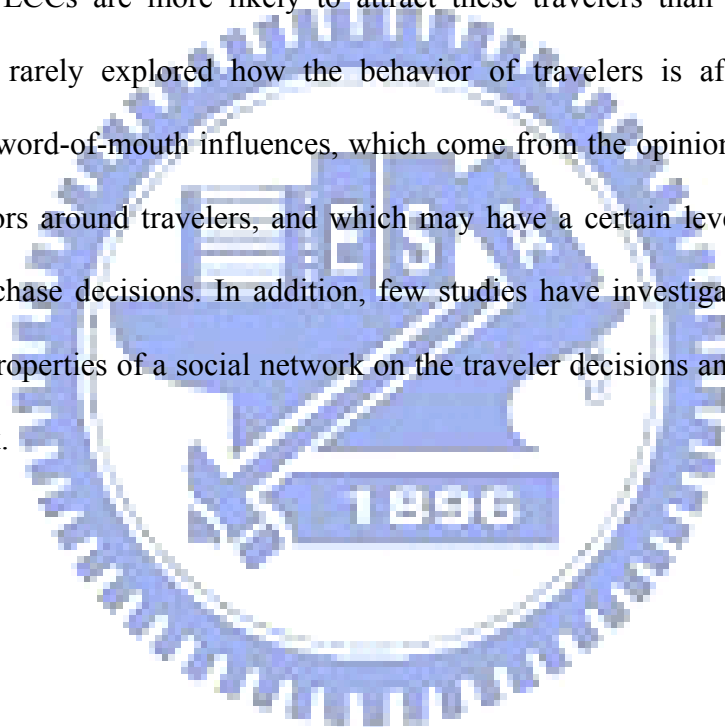 LCCs are more likely to attract these travelers than
rarely explored how the behavior of travelers is af
word-of-mouth influences, which come from the opinion
ors around travelers, and which may have a certain leve
chase decisions. In addition, few studies have investiga
roperties of a social network on the traveler decisions an
.
E S A
1896